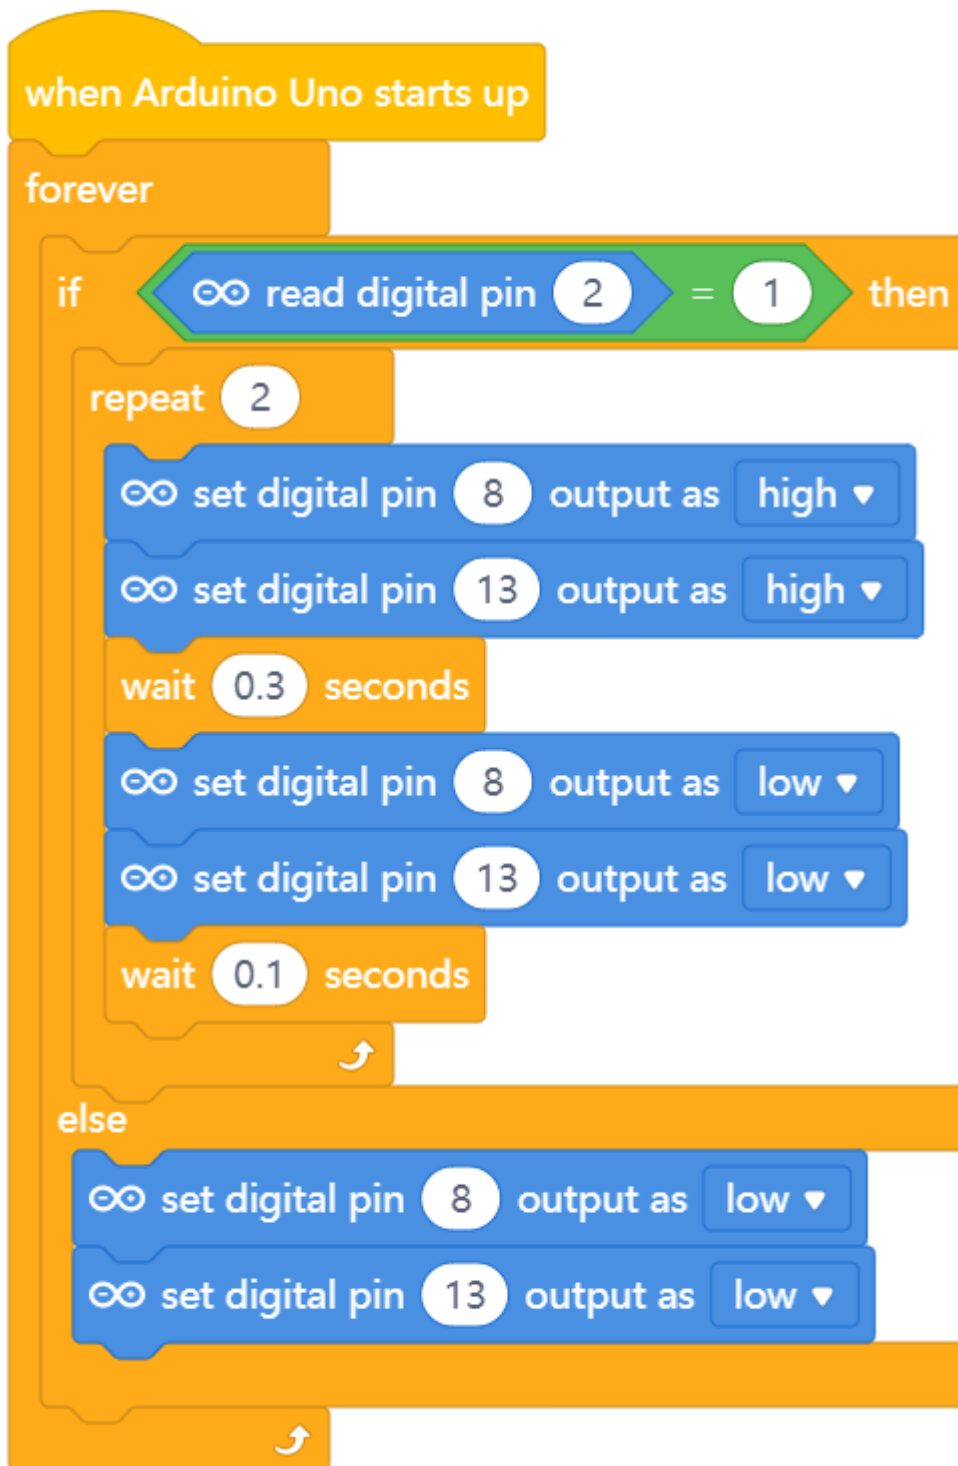 when Arduino Uno starts up
forever
if read digital pin 2 = 1 then
repeat 2
set digital pin 8 output as high
set digital pin 13 output as high
wait 0.3 seconds
set digital pin 8 output as low
set digital pin 13 output as low
wait 0.1 seconds
else
set digital pin 8 output as low
set digital pin 13 output as low